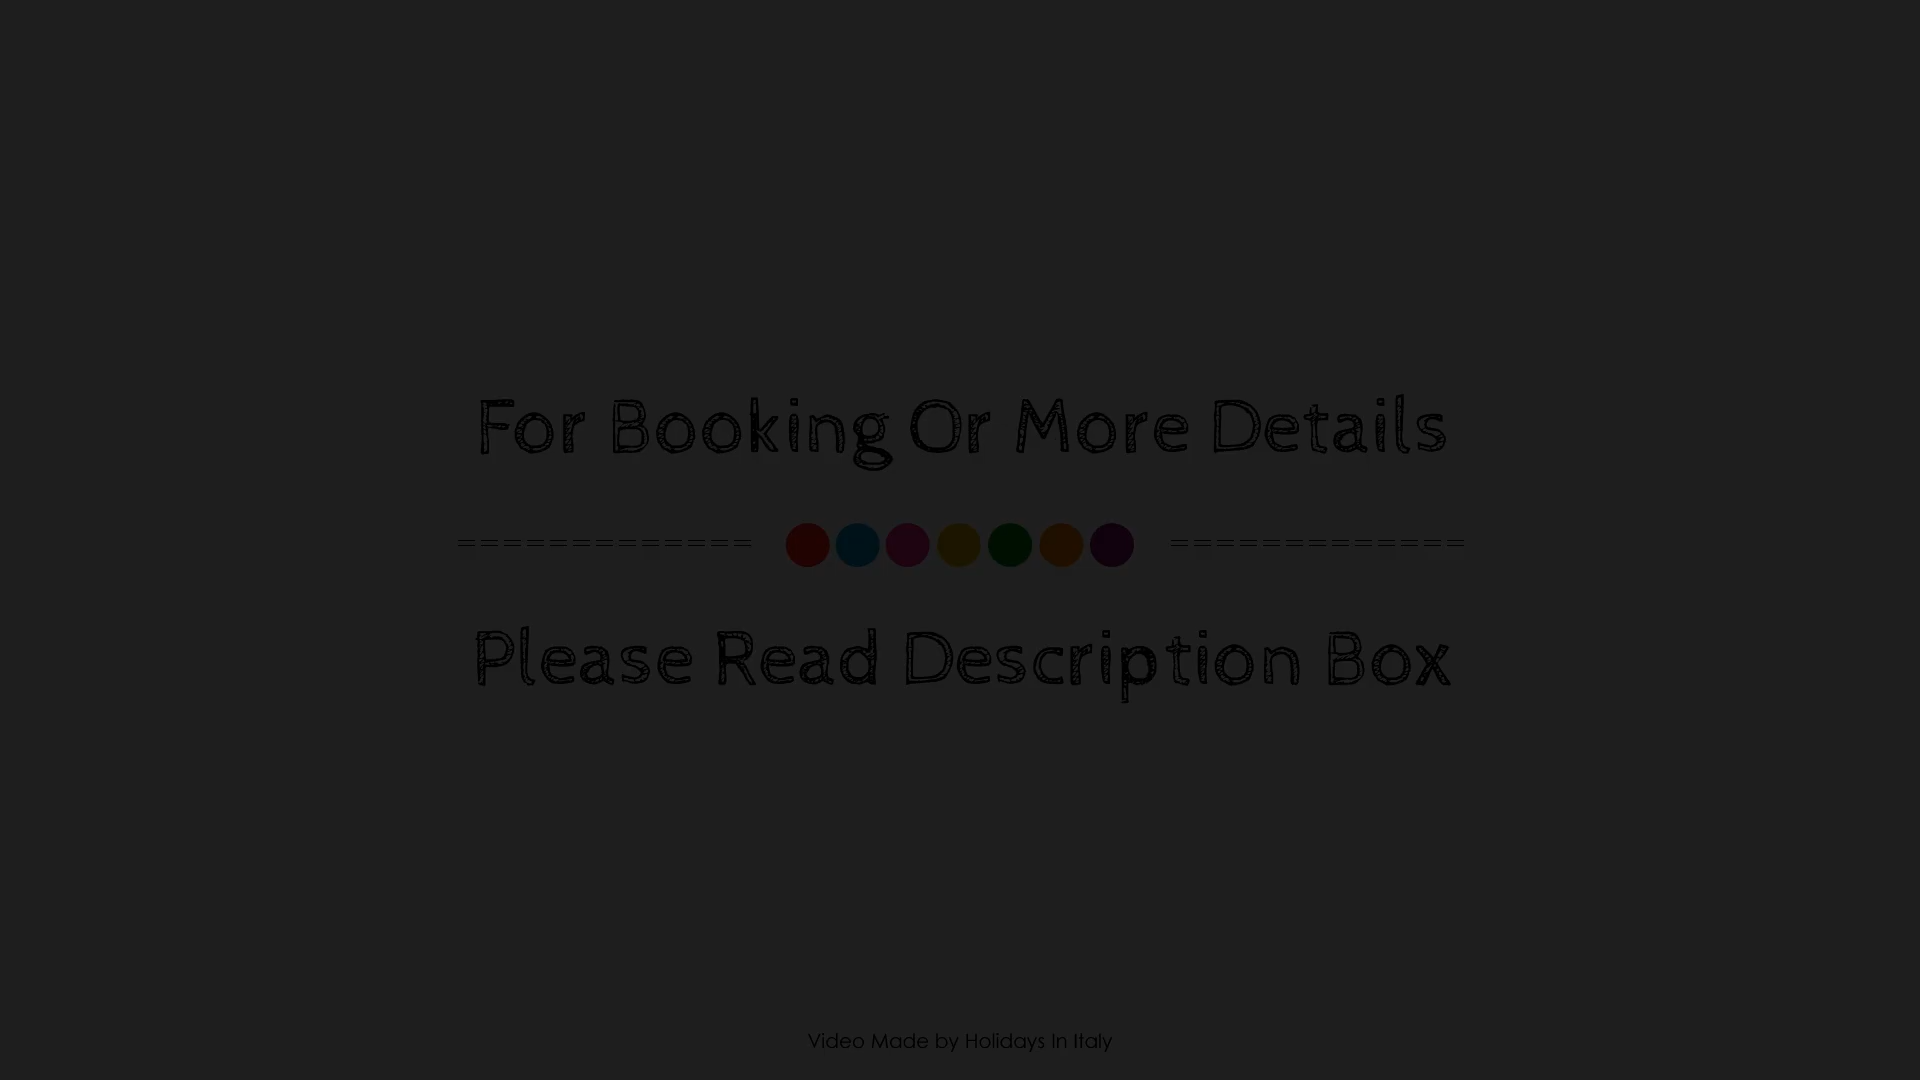 For Booking Or More Details
============= =============
Please Read Description Box
Video Made by Holidays In Italy